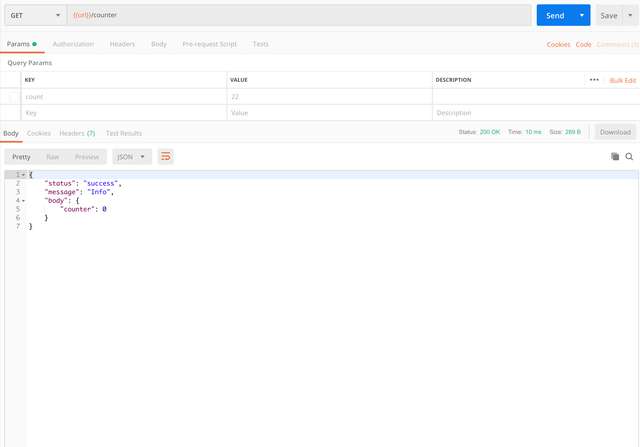 GET {{url}}/counter Send Save
Params Authorization Headers Body Pre-request Script Tests Cookies Code Comments (0)
Query Params
KEY VALUE DESCRIPTION ••• Bulk Edit
count 22
Key Value Description
Body Cookies Headers (7) Test Results Status: 200 OK Time: 10 ms Size: 269 B Download
Pretty Raw Preview JSON
1 {
2 "status": "success",
3 "message": "Info",
4 "body": {
5 "counter": 0
6 }
7 }